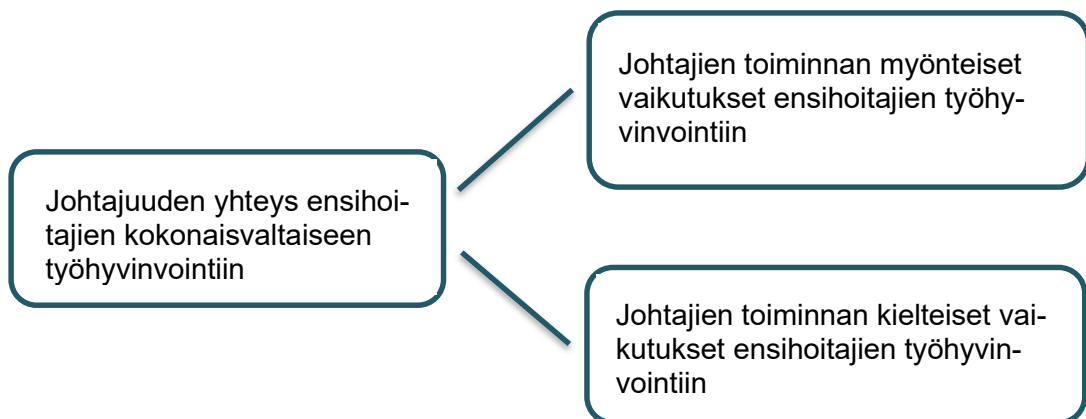 Johtajuuden yhteys ensihoi-
tajien kokonaisvaltaiseen
työhyvinvointiin
Johtajien toiminnan myönteiset
vaikutukset ensihoitajien työhy-
vinvointiin
Johtajien toiminnan kielteiset vai-
kutukset ensihoitajien työhyvin-
vointiin